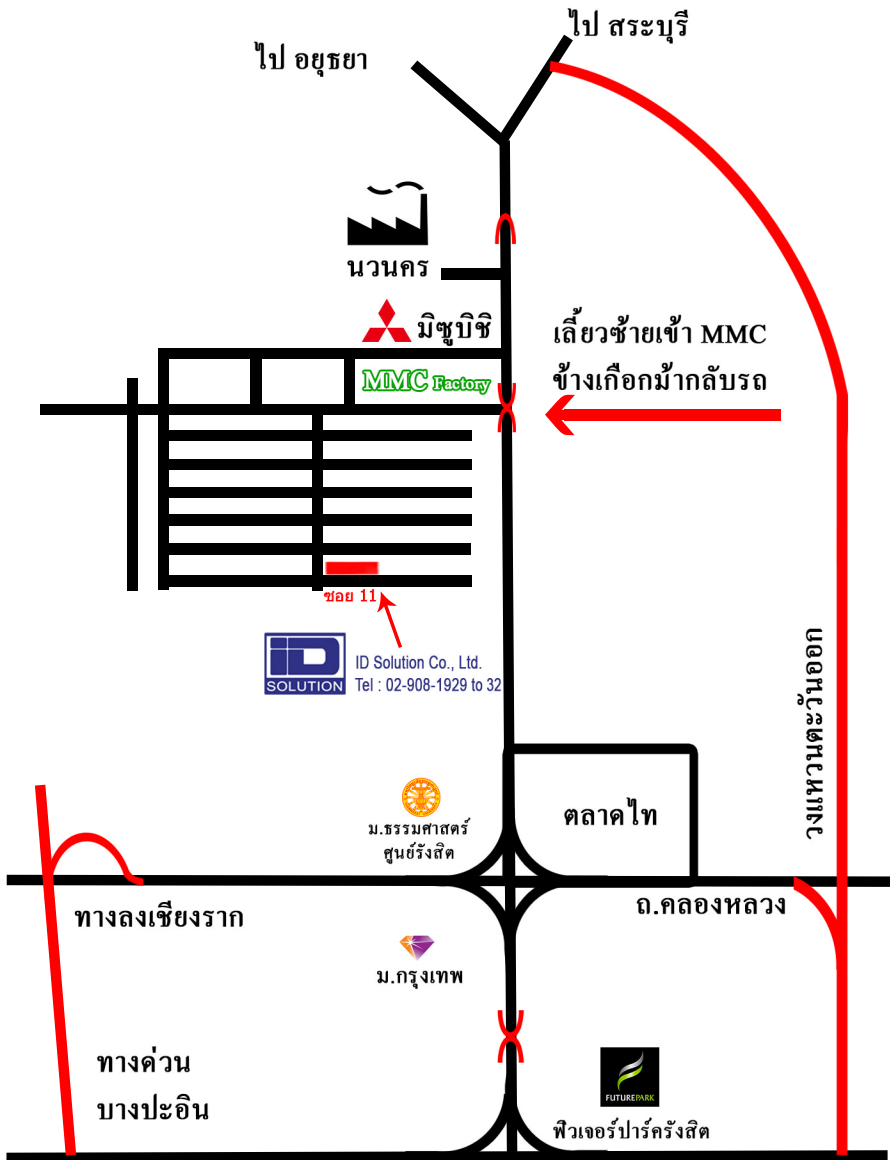 ไป สระบุรี
ไป อยุธยา
นวนคร
มิซูบิชิ
MMC Factory
เลี้ยวซ้ายเข้า MMC
ข้างเกือกม้ากลับรถ
ซอย 11
iD
SOLUTION
ID Solution Co., Ltd.
Tel : 02-908-1929 to 32
วงแหวนตะวันออก
ตลาดไท
ม.ธรรมศาสตร์
ศูนย์รังสิต
ทางลงเชียงราก
ถ.คลองหลวง
ม.กรุงเทพ
ทางด่วน
บางปะอิน
FUTUREPARK
ฟิวเจอร์ปาร์ครังสิต